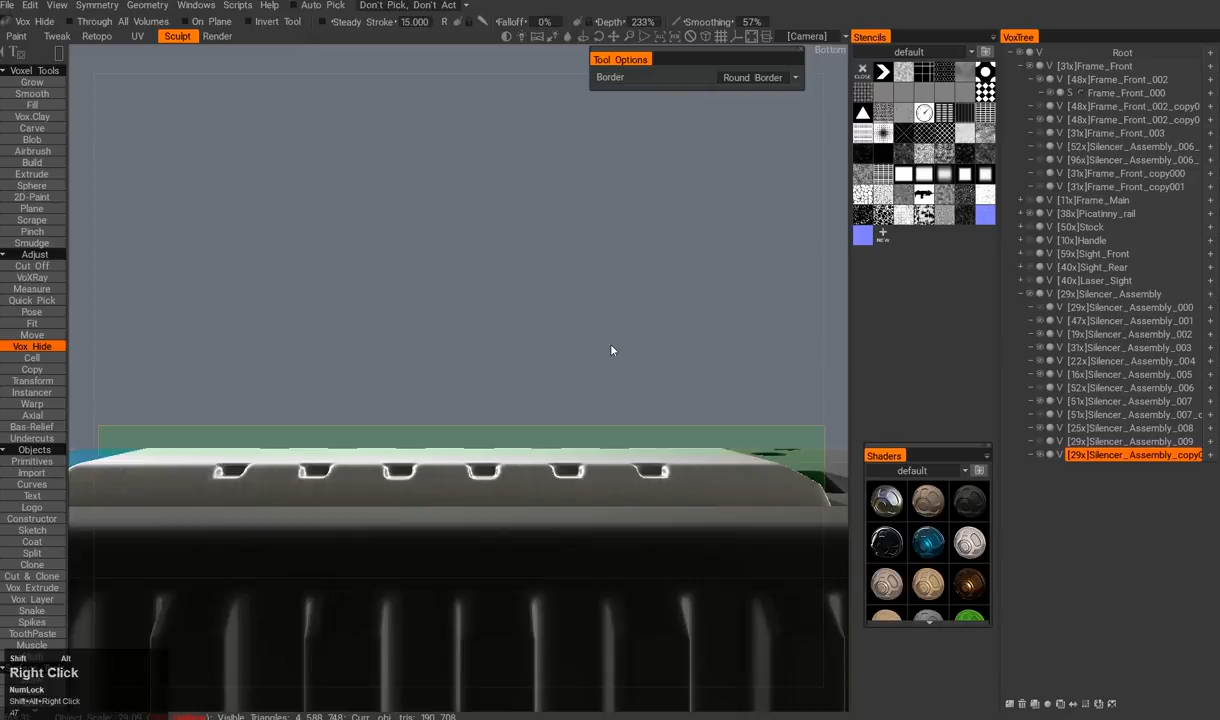 File Edit View Symmetry Geometry Windows Scripts Help Auto Pick Don't Pick, Don't Act
Vox Hide Through All Volumes On Plane Invert Tool Steady Stroke 15.000 R Falloff 0% Depth 233% Smoothing 57%
Paint Tweak Retopo UV Sculpt Render [Camera]
Bottom
Tool Options
Border Round Border
Voxel Tools
Grow
Smooth
Fill
Vox.Clay
Carve
Blob
Airbrush
Build
Extrude
Sphere
2D-Paint
Plane
Scrape
Pinch
Smudge
Adjust
Cut Off
VoXRay
Measure
Quick Pick
Pose
Fit
Move
Vox Hide
Cell
Copy
Transform
Instancer
Warp
Axial
Bas-Relief
Undercuts
Objects
Primitives
Import
Curves
Text
Logo
Constructor
Sketch
Coat
Split
Clone
Cut & Clone
Vox Extrude
Vox Layer
Snake
Spikes
ToothPaste
Muscle
Shift Alt
Right Click
NumLock
Shift+Alt+Right Click
Visible Triangles: 4 588 748; Curr. obj. tris: 190 708
Stencils
default
CLOSE
NEW
Shaders
default
VoxTree
V Root +
V [31x]Frame_Front +
V [48x]Frame_Front_002 +
S Frame_Front_000 +
V [48x]Frame_Front_002_copy0 +
V [48x]Frame_Front_002_copy0 +
V [31x]Frame_Front_003 +
V [52x]Silencer_Assembly_006_ +
V [96x]Silencer_Assembly_006_ +
V [31x]Frame_Front_copy000 +
V [31x]Frame_Front_copy001 +
V [11x]Frame_Main +
V [38x]Picatinny_rail +
V [50x]Stock +
V [10x]Handle +
V [59x]Sight_Front +
V [40x]Sight_Rear +
V [40x]Laser_Sight +
V [29x]Silencer_Assembly +
V [29x]Silencer_Assembly_000 +
V [47x]Silencer_Assembly_001 +
V [19x]Silencer_Assembly_002 +
V [31x]Silencer_Assembly_003 +
V [22x]Silencer_Assembly_004 +
V [16x]Silencer_Assembly_005 +
V [52x]Silencer_Assembly_006 +
V [51x]Silencer_Assembly_007 +
V [51x]Silencer_Assembly_007_c +
V [25x]Silencer_Assembly_008 +
V [29x]Silencer_Assembly_009 +
V [29x]Silencer_Assembly_copy0 +